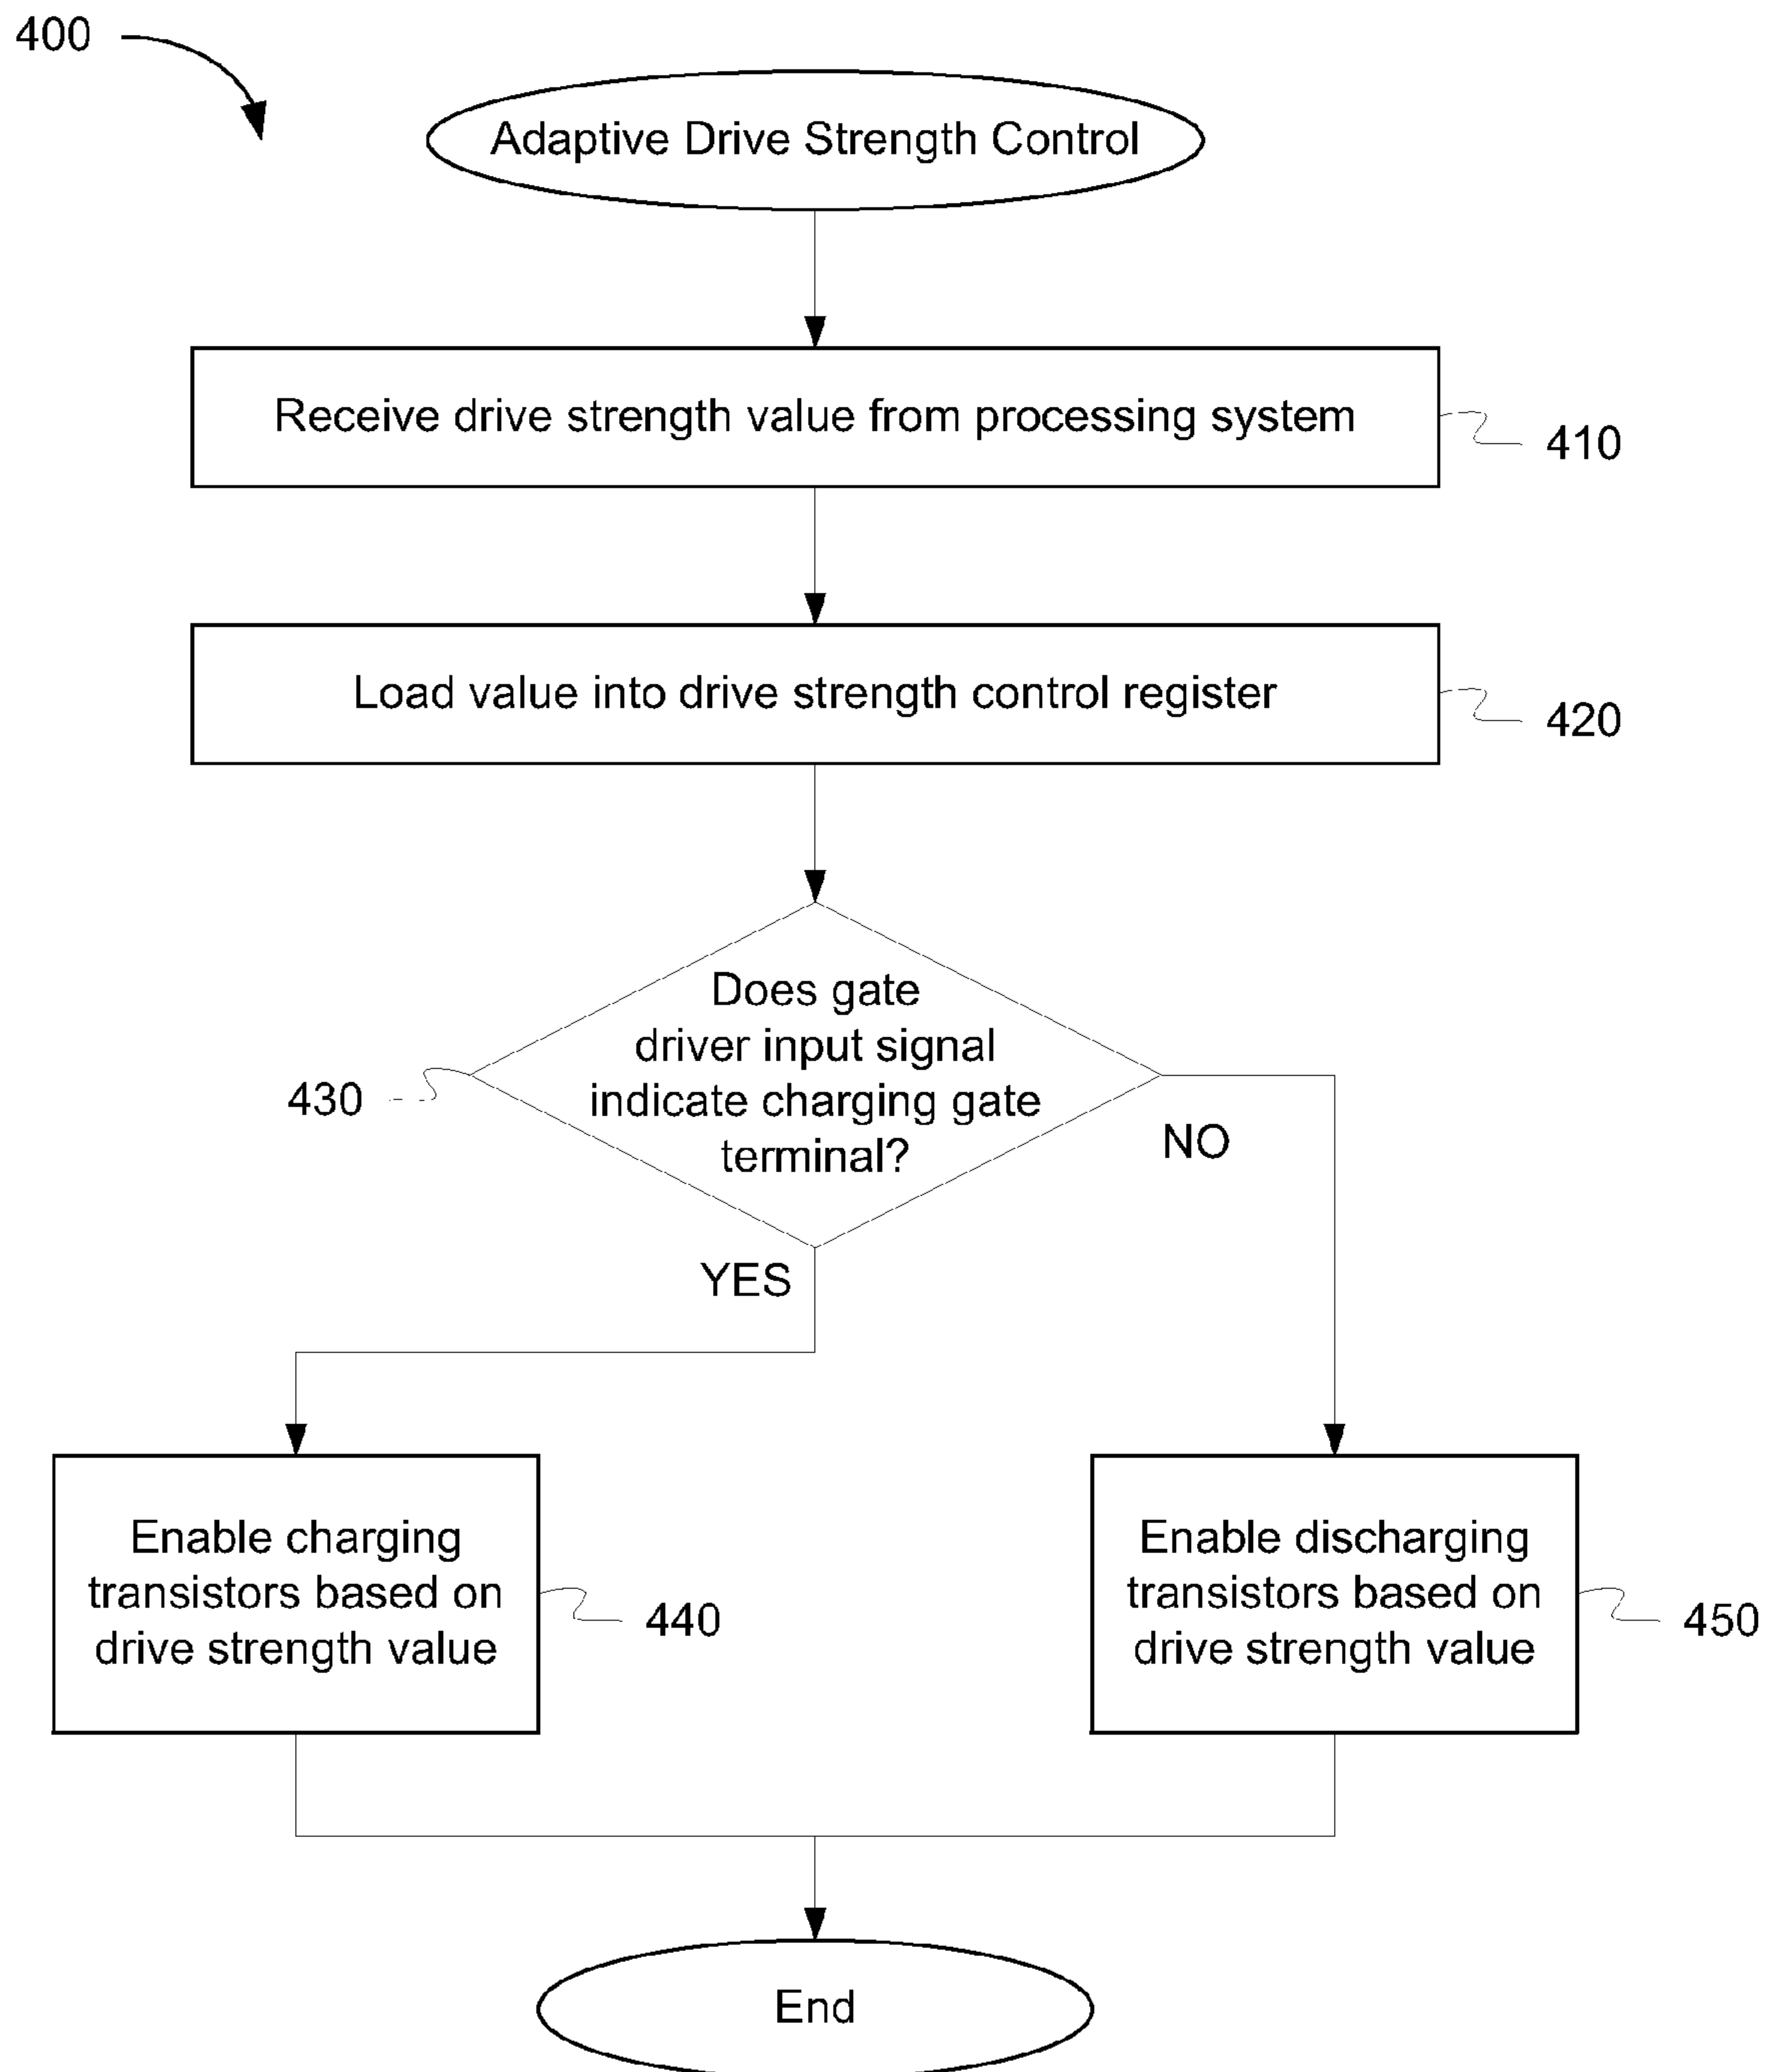 400
Adaptive Drive Strength Control
Receive drive strength value from processing system
410
Load value into drive strength control register
420
Does gate
driver input signal
indicate charging gate
terminal?
430
NO
YES
Enable charging
transistors based on
drive strength value
440
Enable discharging
transistors based on
drive strength value
450
End